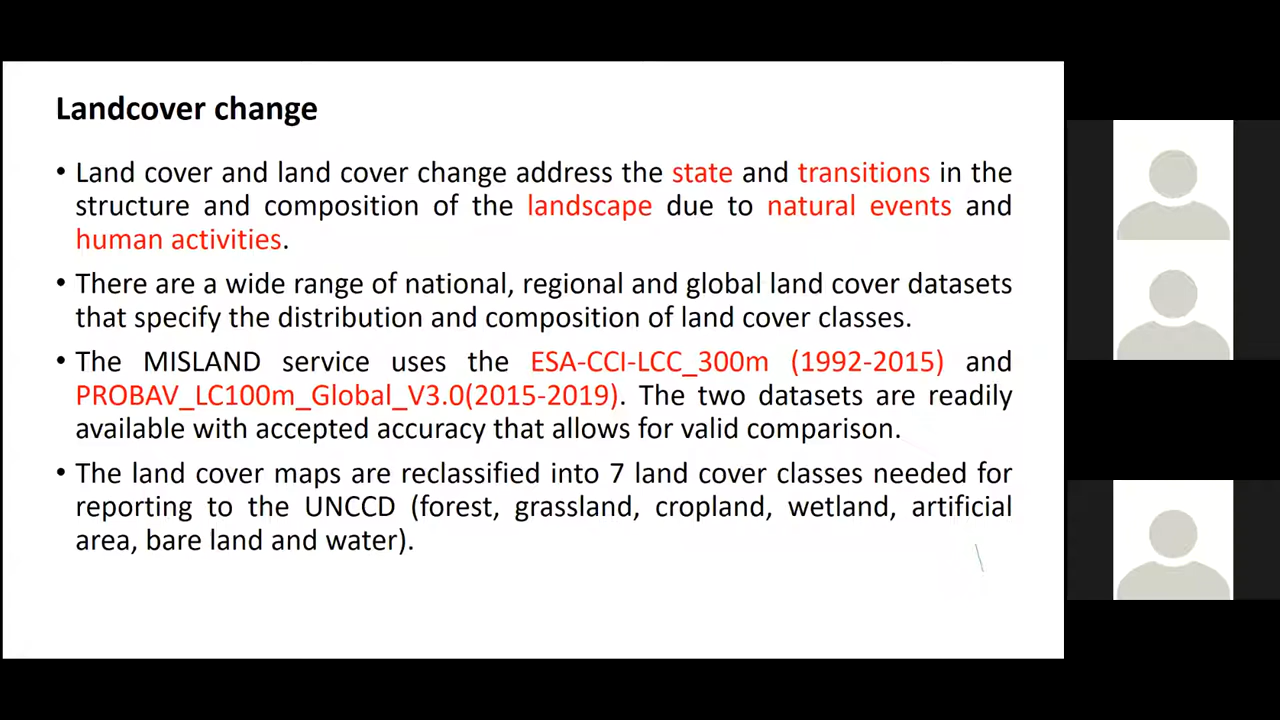 Landcover change
• Land cover and land cover change address the state and transitions in the
structure and composition of the landscape due to natural events and
human activities.
• There are a wide range of national, regional and global land cover datasets
that specify the distribution and composition of land cover classes.
• The MISLAND service uses the ESA-CCI-LCC_300m (1992-2015) and
PROBAV_LC100m_Global_V3.0(2015-2019). The two datasets are readily
available with accepted accuracy that allows for valid comparison.
• The land cover maps are reclassified into 7 land cover classes needed for
reporting to the UNCCD (forest, grassland, cropland, wetland, artificial
area, bare land and water).